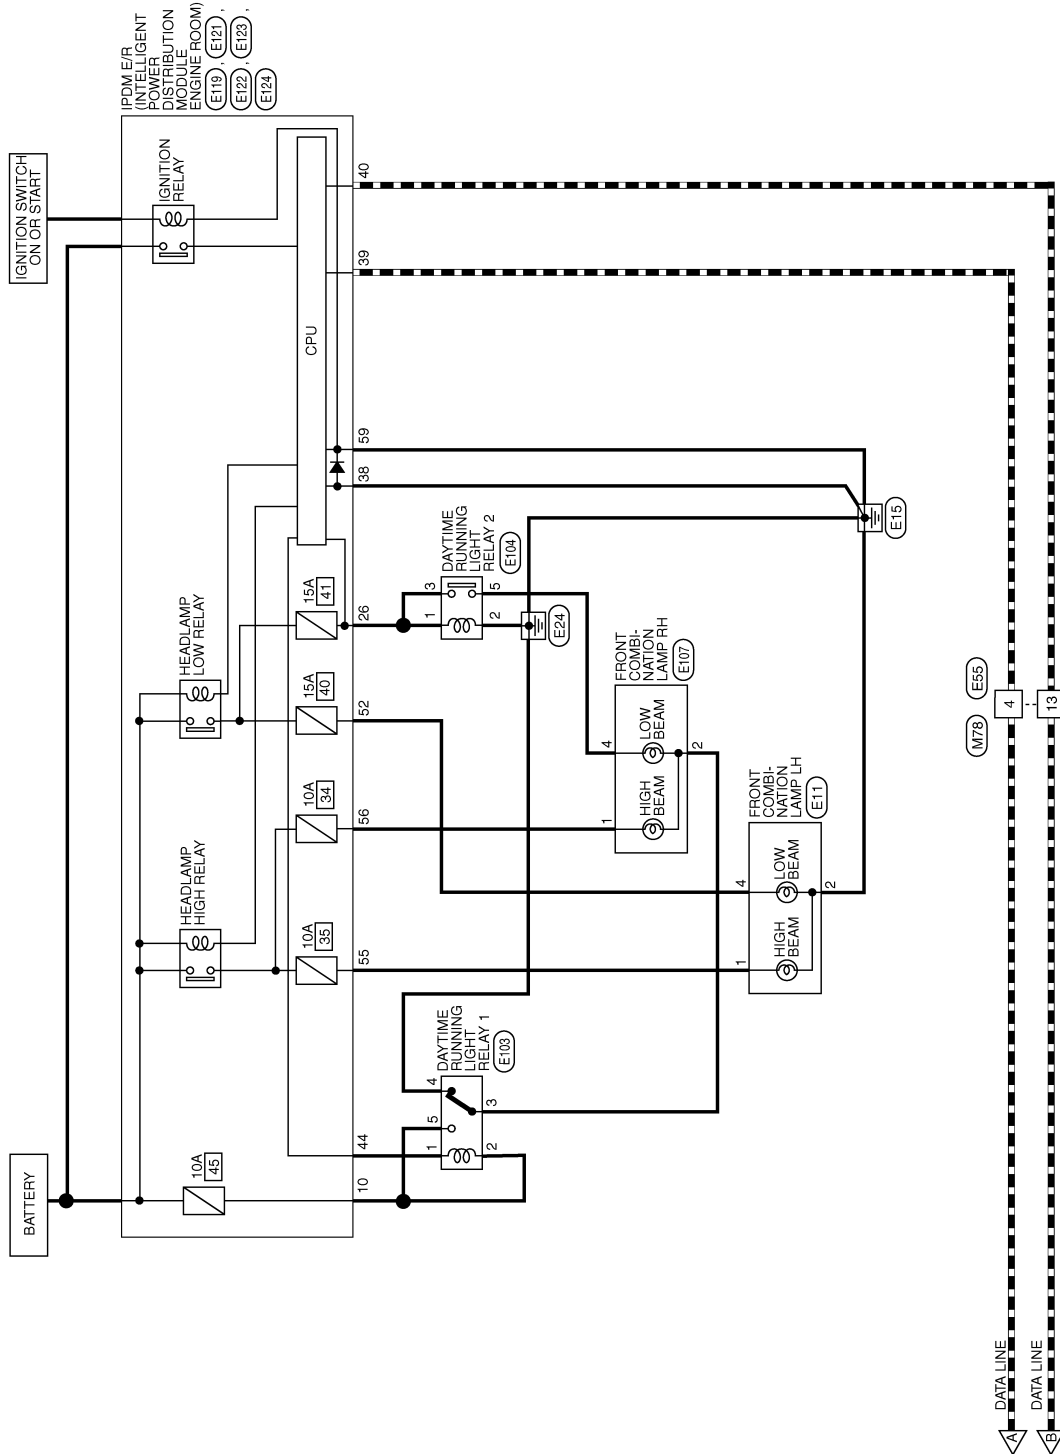 BATTERY
IGNITION SWITCH
ON OR START
IPDM E/R
(INTELLIGENT
POWER
DISTRIBUTION
MODULE
ENGINE ROOM)
E119 , E121 ,
E122 , E123 ,
E124
10A
45
HEADLAMP
HIGH RELAY
HEADLAMP
LOW RELAY
IGNITION
RELAY
10A
35
10A
34
15A
40
15A
41
CPU
10
44
55
56
52
26
38
59
39
40
DAYTIME
RUNNING
LIGHT
RELAY 1
E103
1
5
4
2
3
DAYTIME
RUNNING
LIGHT
RELAY 2
E104
1
3
2
5
E24
FRONT
COMBI-
NATION
LAMP RH
E107
1
4
HIGH
BEAM
LOW
BEAM
2
FRONT
COMBI-
NATION
LAMP LH
E11
1
4
HIGH
BEAM
LOW
BEAM
2
E15
M78
E55
4
13
DATA LINE
A
DATA LINE
B